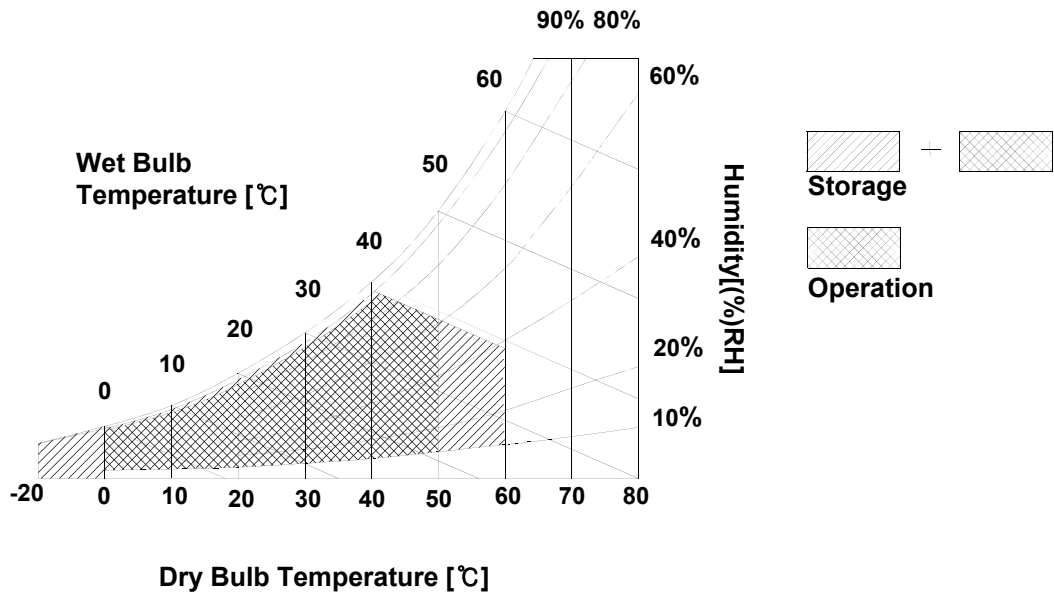 90% 80%
60
60%
Wet Bulb
Temperature [℃]
50
40
40%
30
20
20%
10
0
10%
Humidity[(%)RH]
-20 0 10 20 30 40 50 60 70 80
Dry Bulb Temperature [℃]
Storage
Operation